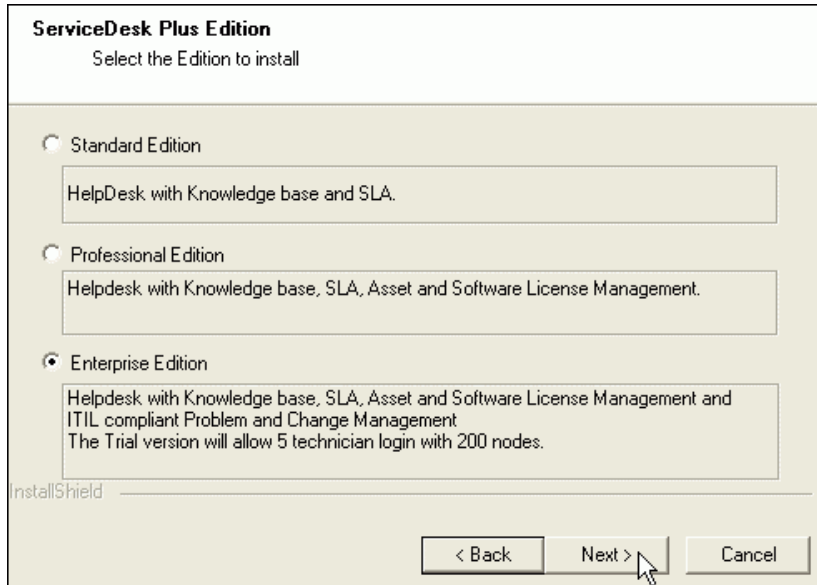 ServiceDesk Plus Edition
Select the Edition to install
Standard Edition
HelpDesk with Knowledge base and SLA.
Professional Edition
Helpdesk with Knowledge base, SLA, Asset and Software License Management.
Enterprise Edition
Helpdesk with Knowledge base, SLA, Asset and Software License Management and
ITIL compliant Problem and Change Management
The Trial version will allow 5 technician login with 200 nodes.
InstallShield
< Back Next > Cancel